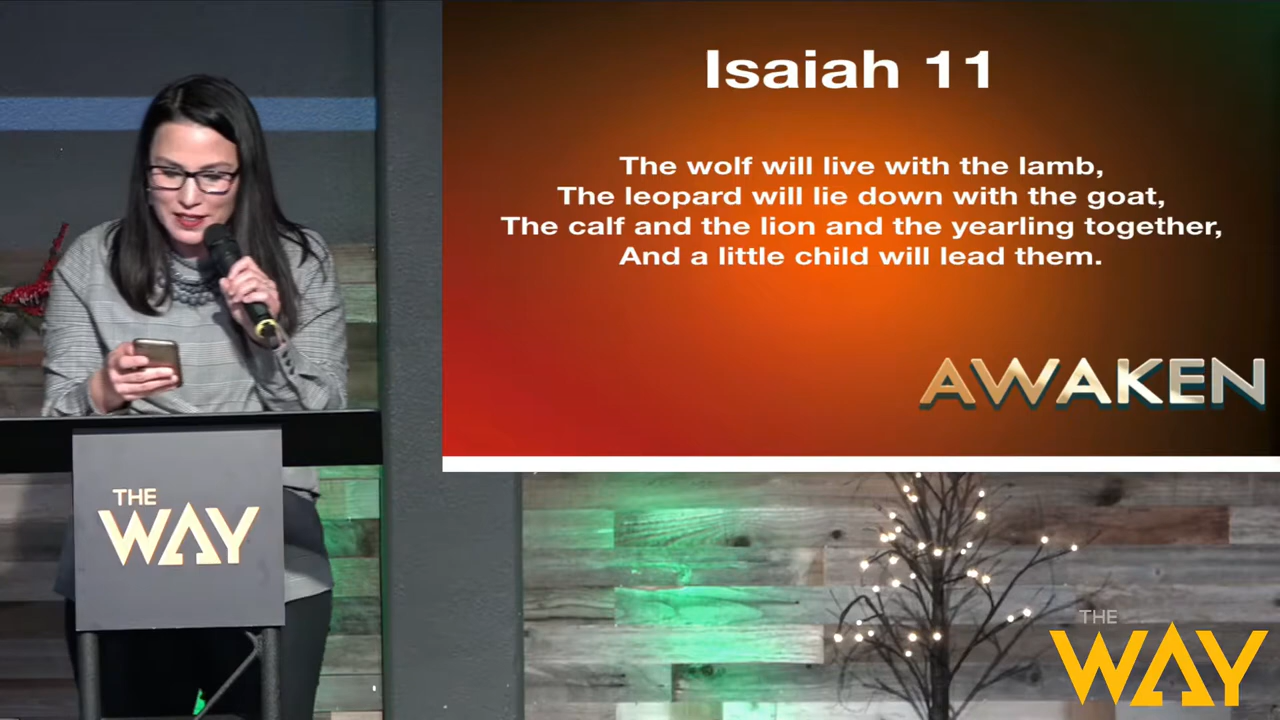 Isaiah 11
The wolf will live with the lamb,
The leopard will lie down with the goat,
The calf and the lion and the yearling together,
And a little child will lead them.
AWAKEN
THE
WAY
THE
WAY